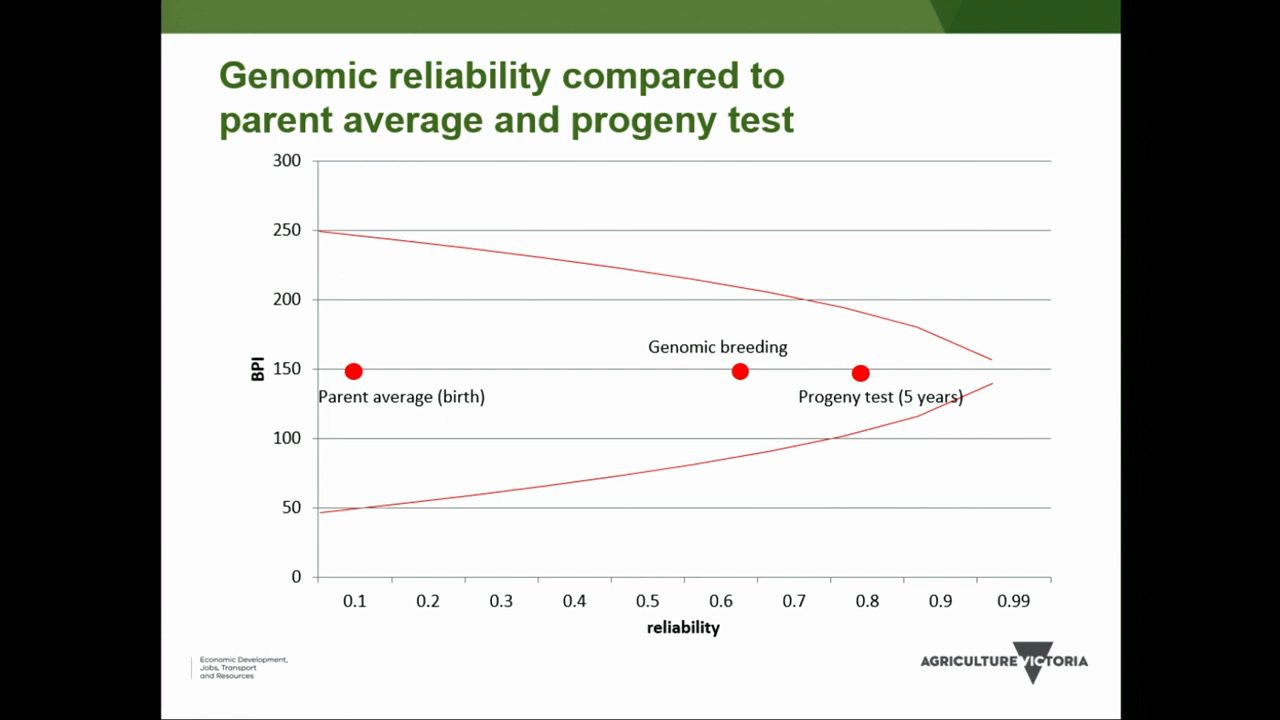 Genomic reliability compared to
parent average and progeny test
300
250
200
150
100
50
0
BPI
Genomic breeding
Parent average (birth)
Progeny test (5 years)
0.1 0.2 0.3 0.4 0.5 0.6 0.7 0.8 0.9 0.99
reliability
Economic Development,
Jobs, Transport
and Resources
AGRICULTURE VICTORIA